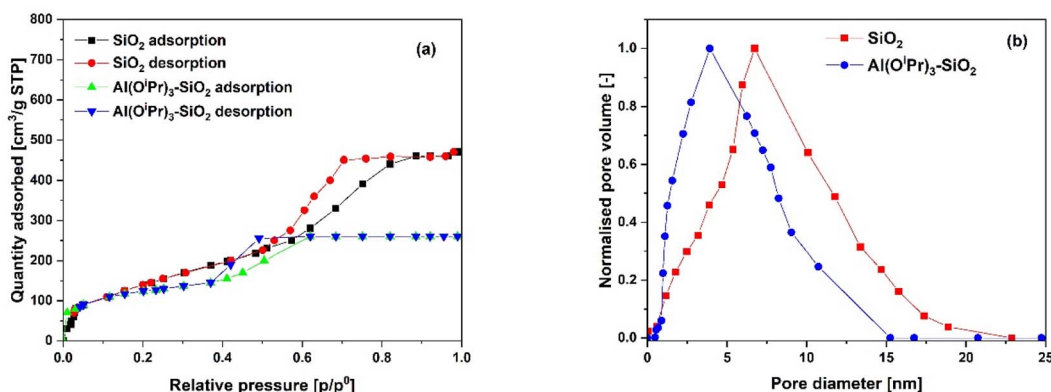 (a)
SiO₂ adsorption
SiO₂ desorption
Al(OⁱPr)₃-SiO₂ adsorption
Al(OⁱPr)₃-SiO₂ desorption
Quantity adsorbed [cm³/g STP]
800
700
600
500
400
300
200
100
0
0.0 0.2 0.4 0.6 0.8 1.0
Relative pressure [p/p⁰]
(b)
SiO₂
Al(OⁱPr)₃-SiO₂
Normalised pore volume [-]
1.0
0.8
0.6
0.4
0.2
0.0
0 5 10 15 20 25
Pore diameter [nm]